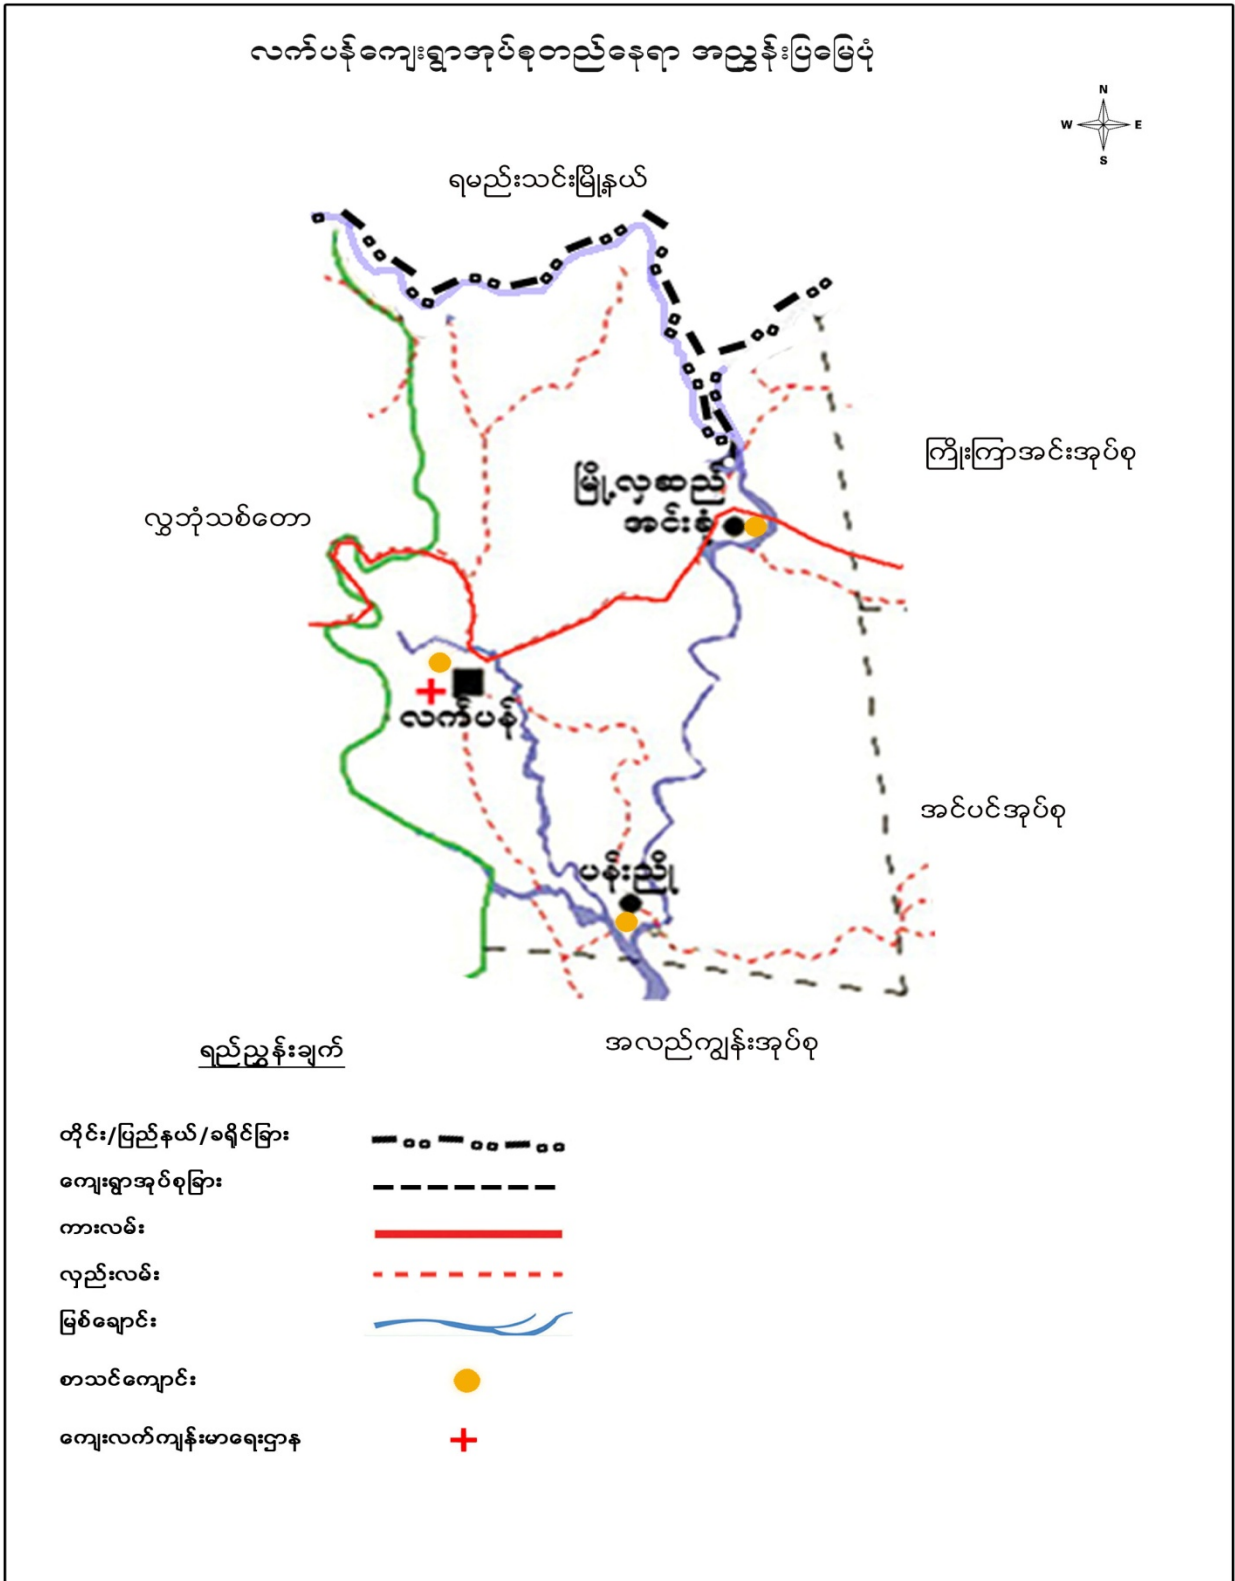 လက်ပန်ကျေးရွာအုပ်စုတည်နေရာ အညွှန်းပြမြေပုံ
N
W E
S
ရမည်းသင်းမြို့နယ်
ကြိုးကြာအင်းအုပ်စု
မြို့လှဆည်
အင်းစုံ
လွှဘုံသစ်တော
လက်ပန်
အင်ပင်အုပ်စု
ပန်းညို
အလည်ကျွန်းအုပ်စု
ရည်ညွှန်းချက်
တိုင်း/ပြည်နယ်/ခရိုင်ခြား
ကျေးရွာအုပ်စုခြား
ကားလမ်း
လှည်းလမ်း
မြစ်ချောင်း
စာသင်ကျောင်း
ကျေးလက်ကျန်းမာရေးဌာန